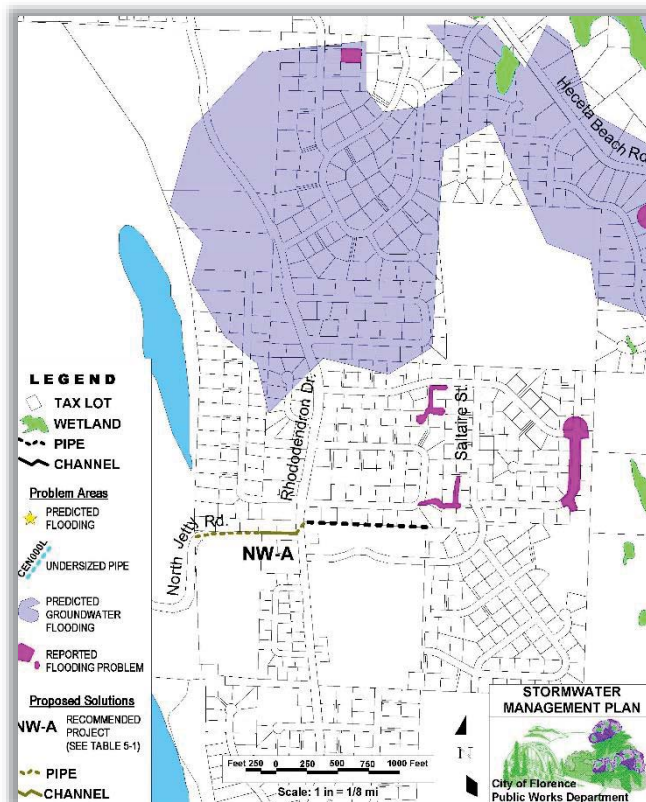 Heceta Beach Rd.
Rhododendron Dr.
Saltaire St.
North Jetty Rd.
NW-A
LEGEND
TAX LOT
WETLAND
PIPE
CHANNEL
Problem Areas
PREDICTED
FLOODING
CEN000L
UNDERSIZED PIPE
PREDICTED
GROUNDWATER
FLOODING
REPORTED
FLOODING PROBLEM
Proposed Solutions
NW-A RECOMMENDED
PROJECT
(SEE TABLE 5-1)
PIPE
CHANNEL
Feet 250 0 250 500 750 1000 Feet
Scale: 1 in = 1/8 mi
N
STORMWATER
MANAGEMENT PLAN
City of Florence
Public Works Department